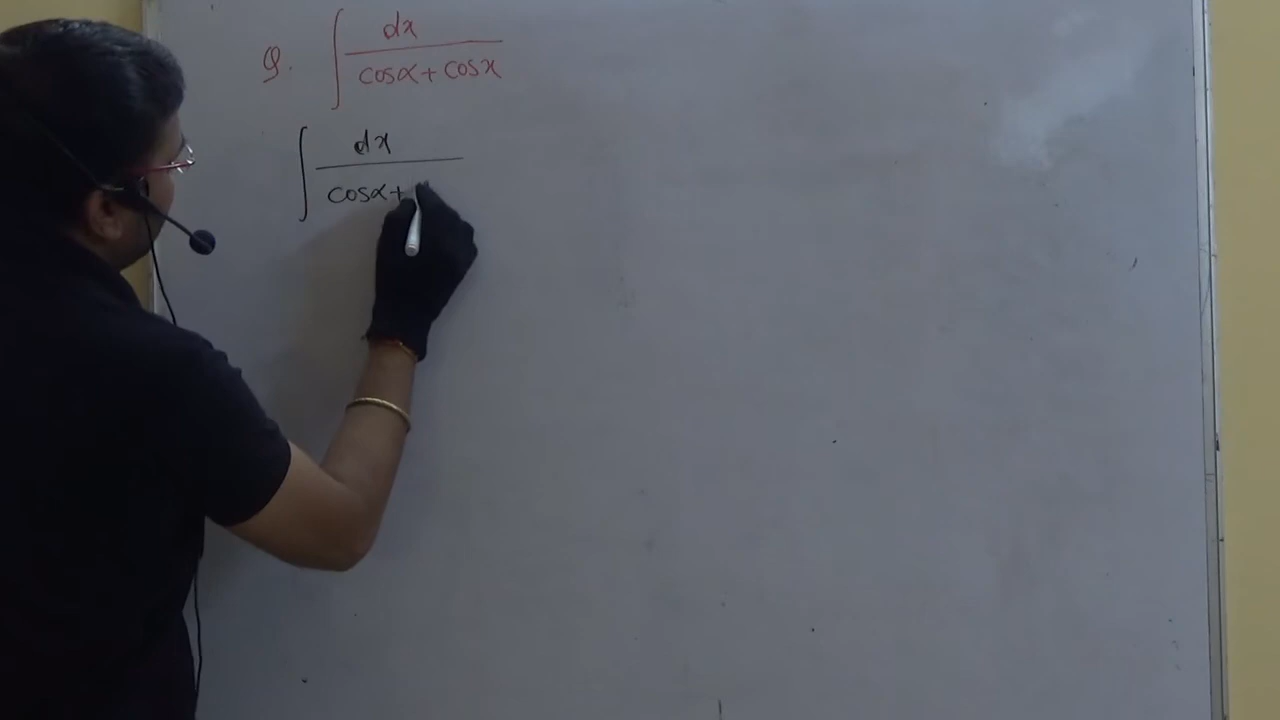 Q. ∫ dx / (cosα + cosx)
∫ dx / (cosα +